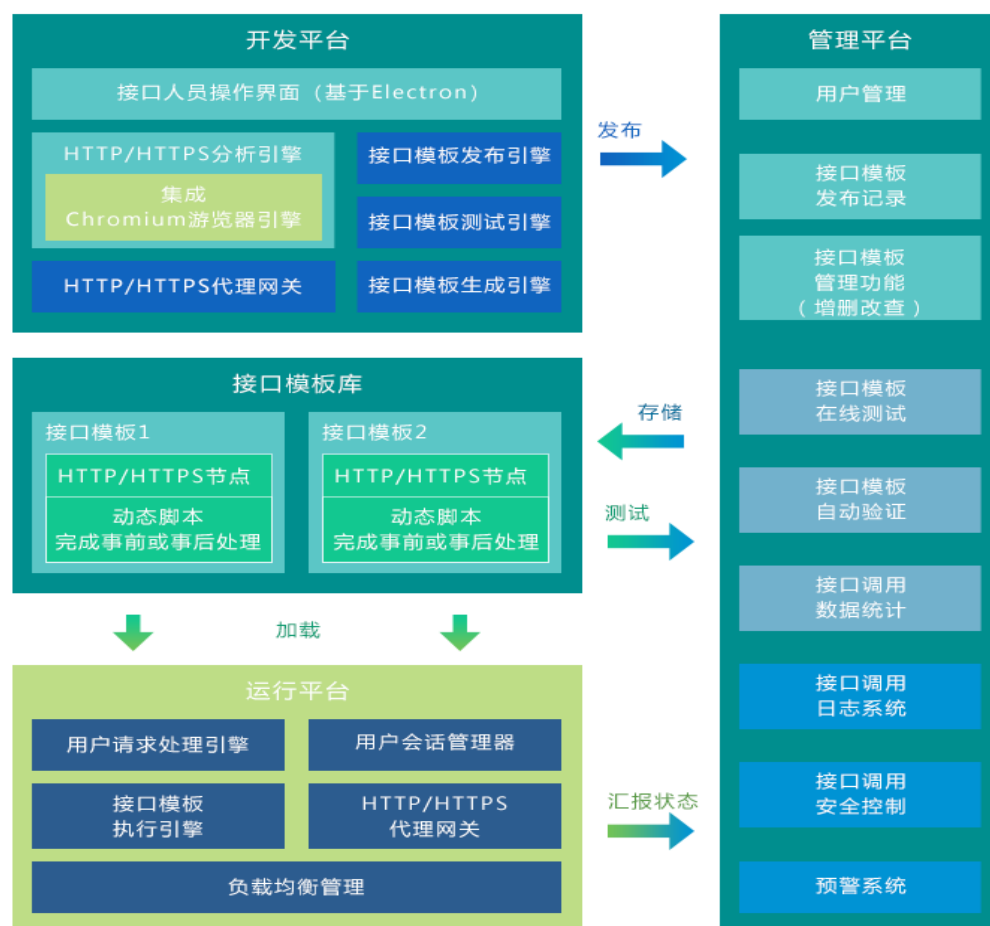 开发平台
接口人员操作界面（基于Electron）
HTTP/HTTPS分析引擎
集成
Chromium游览器引擎
HTTP/HTTPS代理网关
接口模板发布引擎
接口模板测试引擎
接口模板生成引擎
发布
接口模板库
接口模板1
HTTP/HTTPS节点
动态脚本
完成事前或事后处理
接口模板2
HTTP/HTTPS节点
动态脚本
完成事前或事后处理
存储
测试
加载
运行平台
用户请求处理引擎
用户会话管理器
接口模板
执行引擎
HTTP/HTTPS
代理网关
负载均衡管理
汇报状态
管理平台
用户管理
接口模板
发布记录
接口模板
管理功能
（增删改查）
接口模板
在线测试
接口模板
自动验证
接口调用
数据统计
接口调用
日志系统
接口调用
安全控制
预警系统